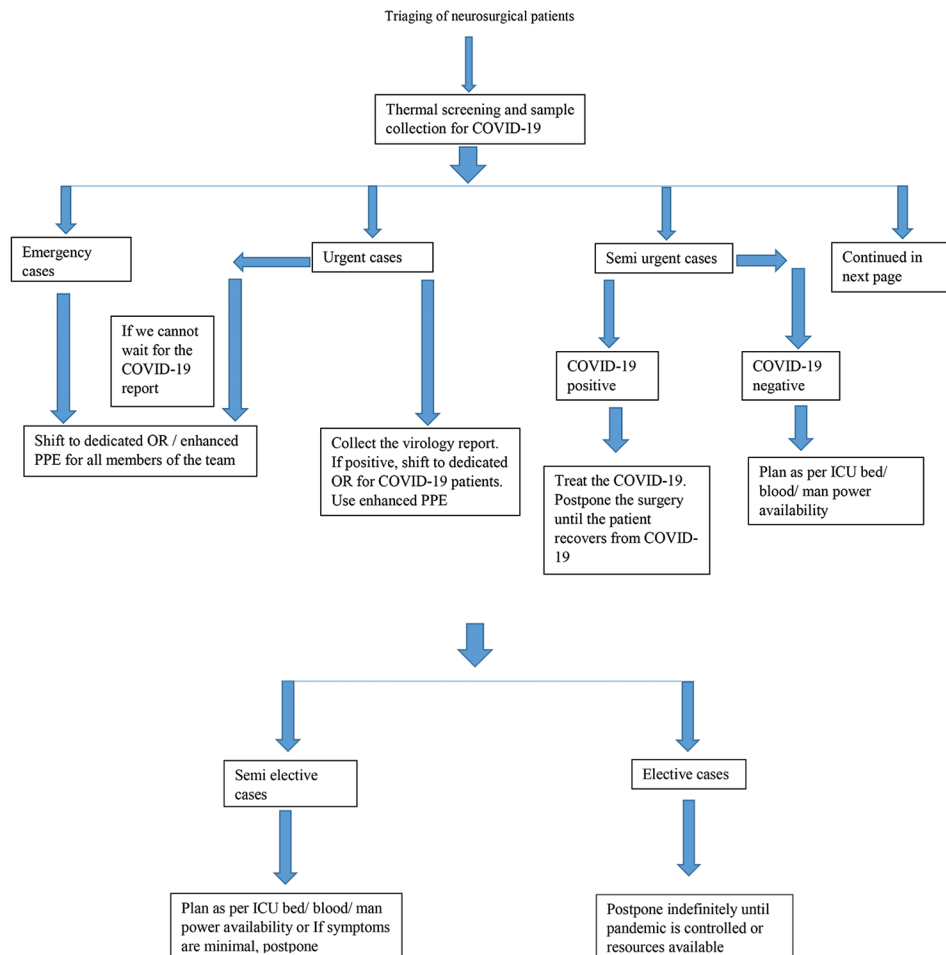 Triaging of neurosurgical patients
Thermal screening and sample
collection for COVID-19
Emergency
cases
Urgent cases
Semi urgent cases
Continued in
next page
If we cannot
wait for the
COVID-19
report
COVID-19
positive
COVID-19
negative
Shift to dedicated OR / enhanced
PPE for all members of the team
Collect the virology report.
If positive, shift to dedicated
OR for COVID-19 patients.
Use enhanced PPE
Treat the COVID-19.
Postpone the surgery
until the patient
recovers from COVID-
19
Plan as per ICU bed/
blood/ man power
availability
Semi elective
cases
Elective cases
Plan as per ICU bed/ blood/ man
power availability or If symptoms
are minimal, postpone
Postpone indefinitely until
pandemic is controlled or
resources available